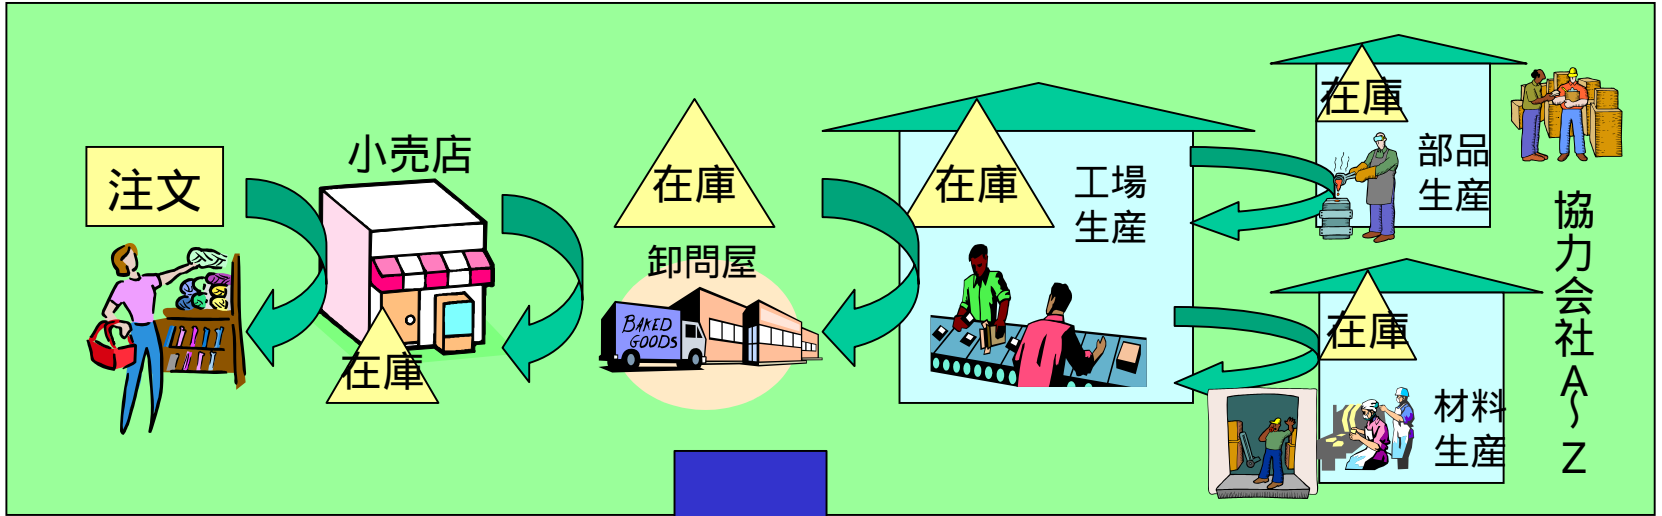 注文
小売店
在庫
在庫
卸問屋
BAKED
GOODS
在庫
工場
生産
在庫
部品
生産
在庫
材料
生産
協力会社A～Z